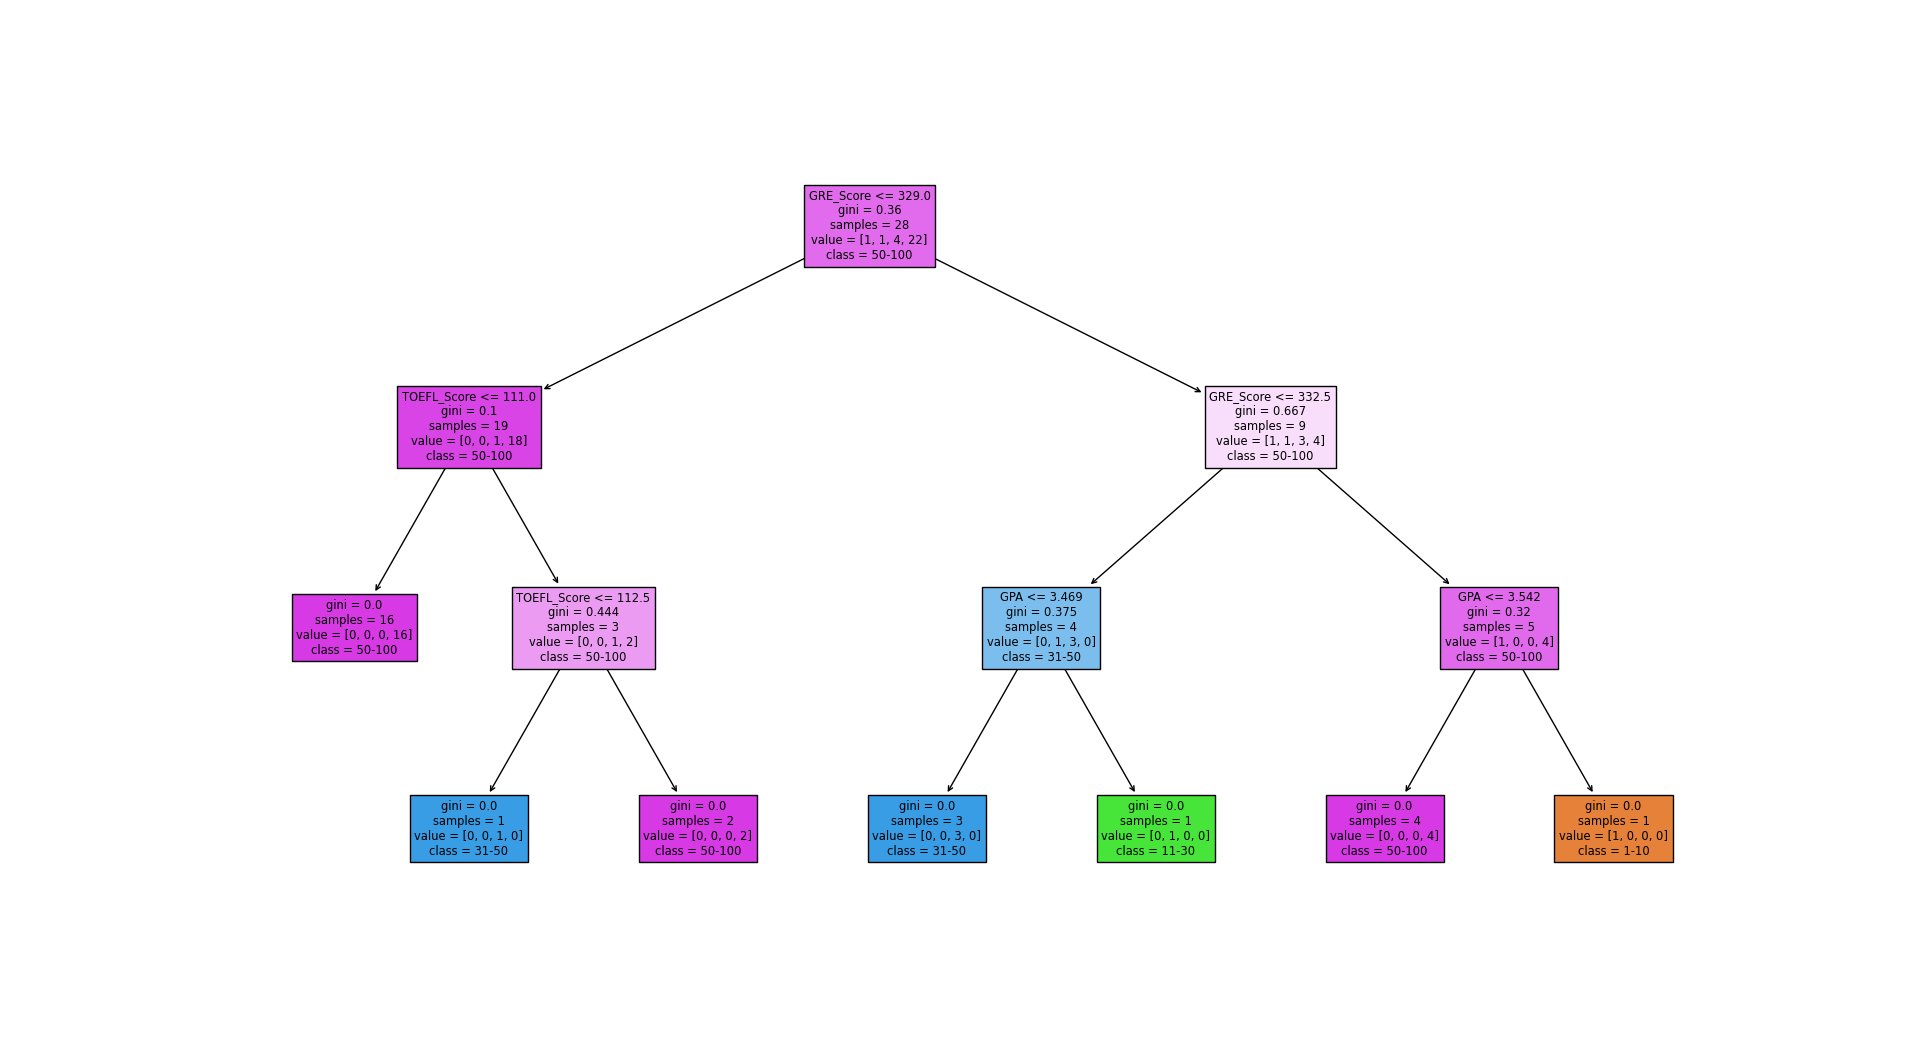 GRE_Score <= 329.0
gini = 0.36
samples = 28
value = [1, 1, 4, 22]
class = 50-100
TOEFL_Score <= 111.0
gini = 0.1
samples = 19
value = [0, 0, 1, 18]
class = 50-100
GRE_Score <= 332.5
gini = 0.667
samples = 9
value = [1, 1, 3, 4]
class = 50-100
gini = 0.0
samples = 16
value = [0, 0, 0, 16]
class = 50-100
TOEFL_Score <= 112.5
gini = 0.444
samples = 3
value = [0, 0, 1, 2]
class = 50-100
GPA <= 3.469
gini = 0.375
samples = 4
value = [0, 1, 3, 0]
class = 31-50
GPA <= 3.542
gini = 0.32
samples = 5
value = [1, 0, 0, 4]
class = 50-100
gini = 0.0
samples = 1
value = [0, 0, 1, 0]
class = 31-50
gini = 0.0
samples = 2
value = [0, 0, 0, 2]
class = 50-100
gini = 0.0
samples = 3
value = [0, 0, 3, 0]
class = 31-50
gini = 0.0
samples = 1
value = [0, 1, 0, 0]
class = 11-30
gini = 0.0
samples = 4
value = [0, 0, 0, 4]
class = 50-100
gini = 0.0
samples = 1
value = [1, 0, 0, 0]
class = 1-10